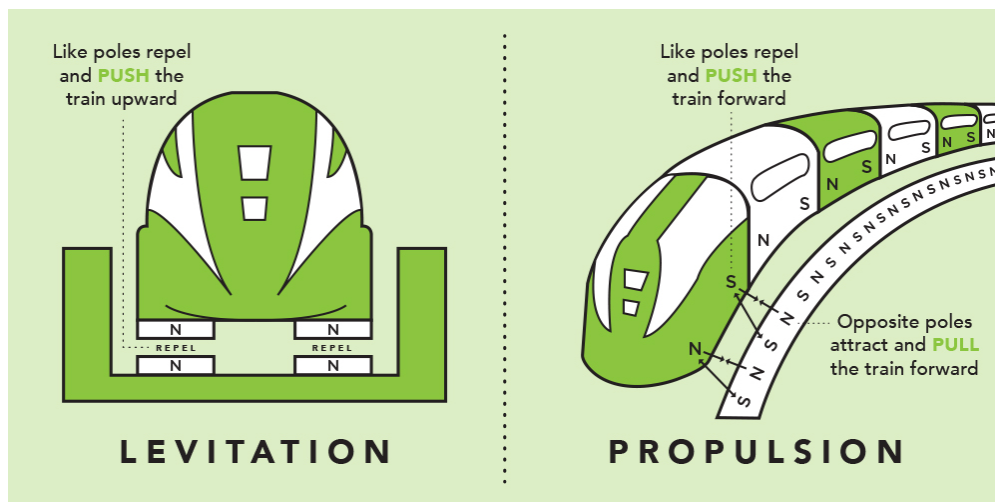 Like poles repel
and PUSH the
train upward
N
N
REPEL
REPEL
N
N
LEVITATION
Like poles repel
and PUSH the
train forward
N
S
N
S
N
S
N
S
N
S
N
N S N S N S N S N S N S N S N S N S
Opposite poles
attract and PULL
the train forward
PROPULSION